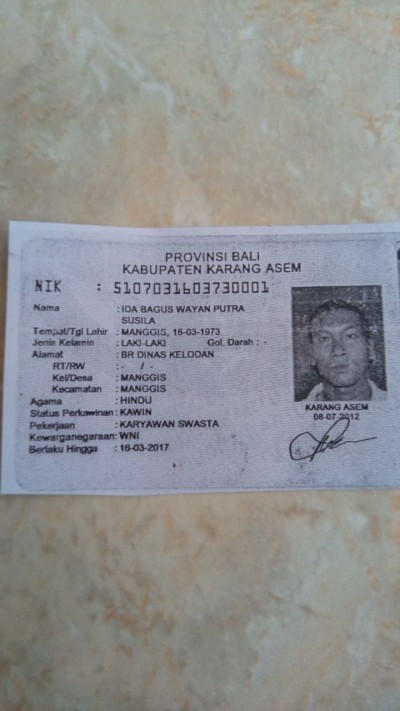 PROVINSI BALI
KABUPATEN KARANG ASEM
NIK : 5107031603730001
Nama : IDA BAGUS WAYAN PUTRA
SUSILA
Tempat/Tgl Lahir : MANGGIS, 16-03-1973
Jenis Kelamin : LAKI-LAKI Gol. Darah : -
Alamat : BR DINAS KELODAN
RT/RW : - / -
Kel/Desa : MANGGIS
Kecamatan : MANGGIS
Agama : HINDU
Status Perkawinan : KAWIN
Pekerjaan : KARYAWAN SWASTA
Kewarganegaraan : WNI
Berlaku Hingga : 16-03-2017
KARANG ASEM
08-07-2012